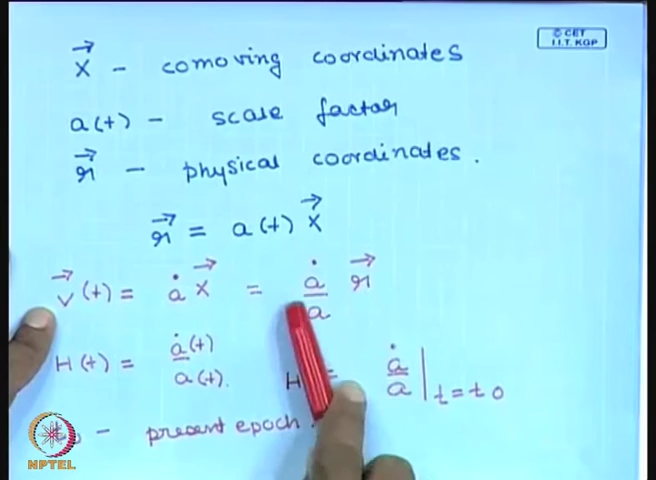 © CET
I.I.T. KGP
x⃗ - comoving coordinates
a(t) - scale factor
r⃗ - physical coordinates.
r⃗ = a(t) x⃗
v⃗(t) = ȧ x⃗ = ȧ/a r⃗
H(t) = ȧ(t)/a(t). H = ȧ/a |t=t0
- present epoch.
NPTEL